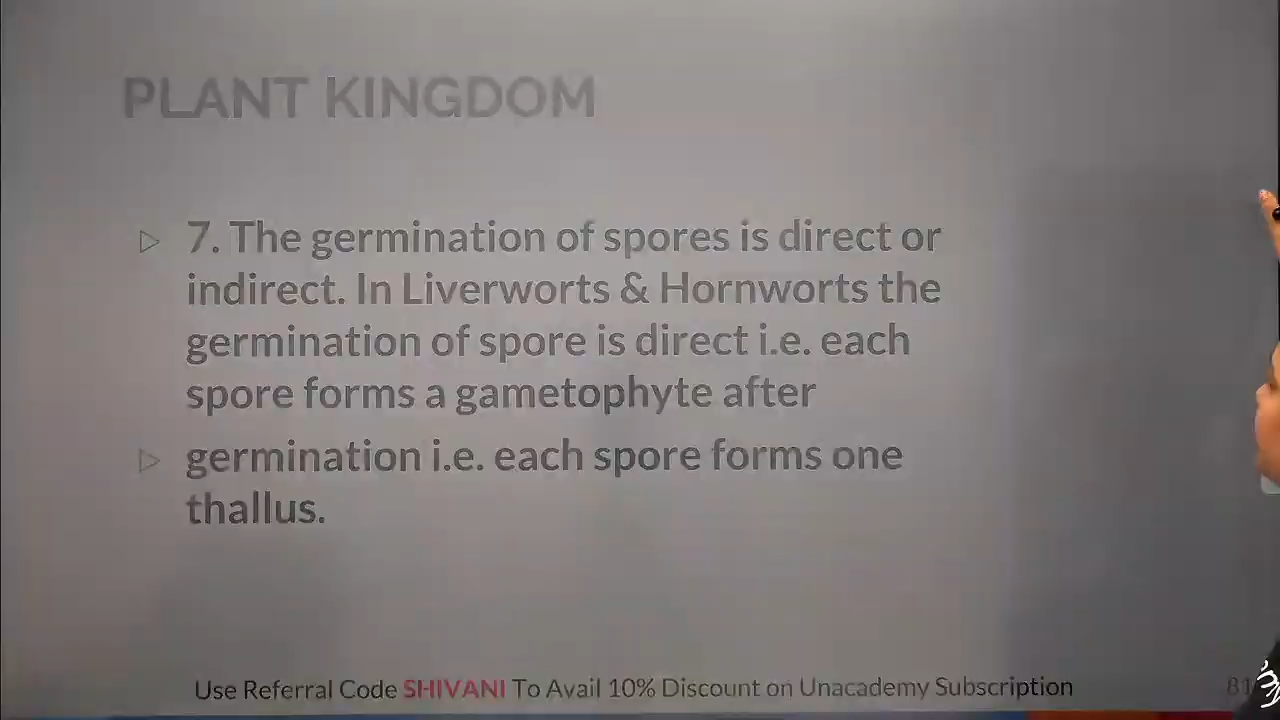 PLANT KINGDOM
7. The germination of spores is direct or
indirect. In Liverworts & Hornworts the
germination of spore is direct i.e. each
spore forms a gametophyte after
germination i.e. each spore forms one
thallus.
Use Referral Code SHIVANI To Avail 10% Discount on Unacademy Subscription
81